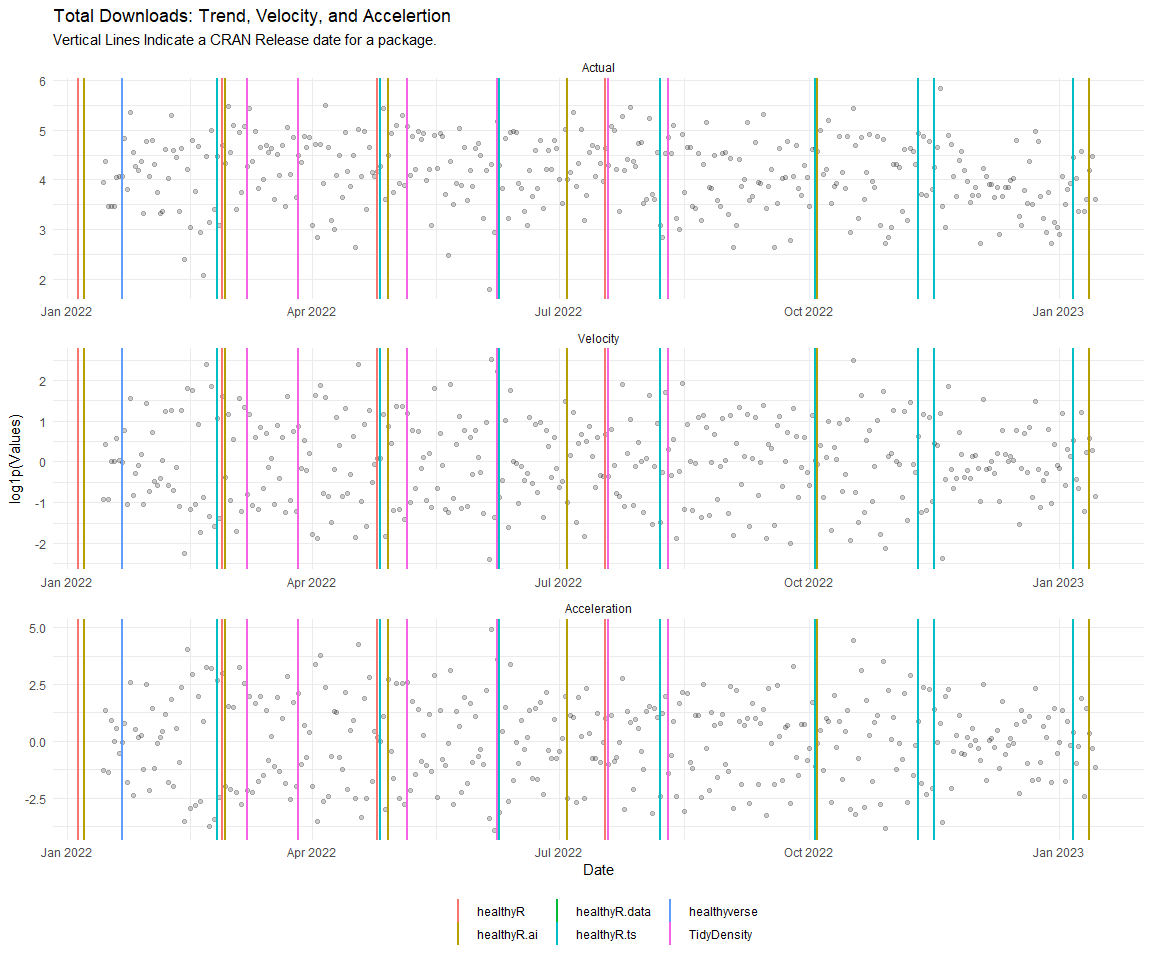 Total Downloads: Trend, Velocity, and Accelertion
Vertical Lines Indicate a CRAN Release date for a package.
Actual
6
5
4
3
2
Jan 2022 Apr 2022 Jul 2022 Oct 2022 Jan 2023
Velocity
2
1
0
-1
-2
Jan 2022 Apr 2022 Jul 2022 Oct 2022 Jan 2023
log1p(Values)
Acceleration
5.0
2.5
0.0
-2.5
Jan 2022 Apr 2022 Jul 2022 Oct 2022 Jan 2023
Date
healthyR healthyR.data healthyverse
healthyR.ai healthyR.ts TidyDensity